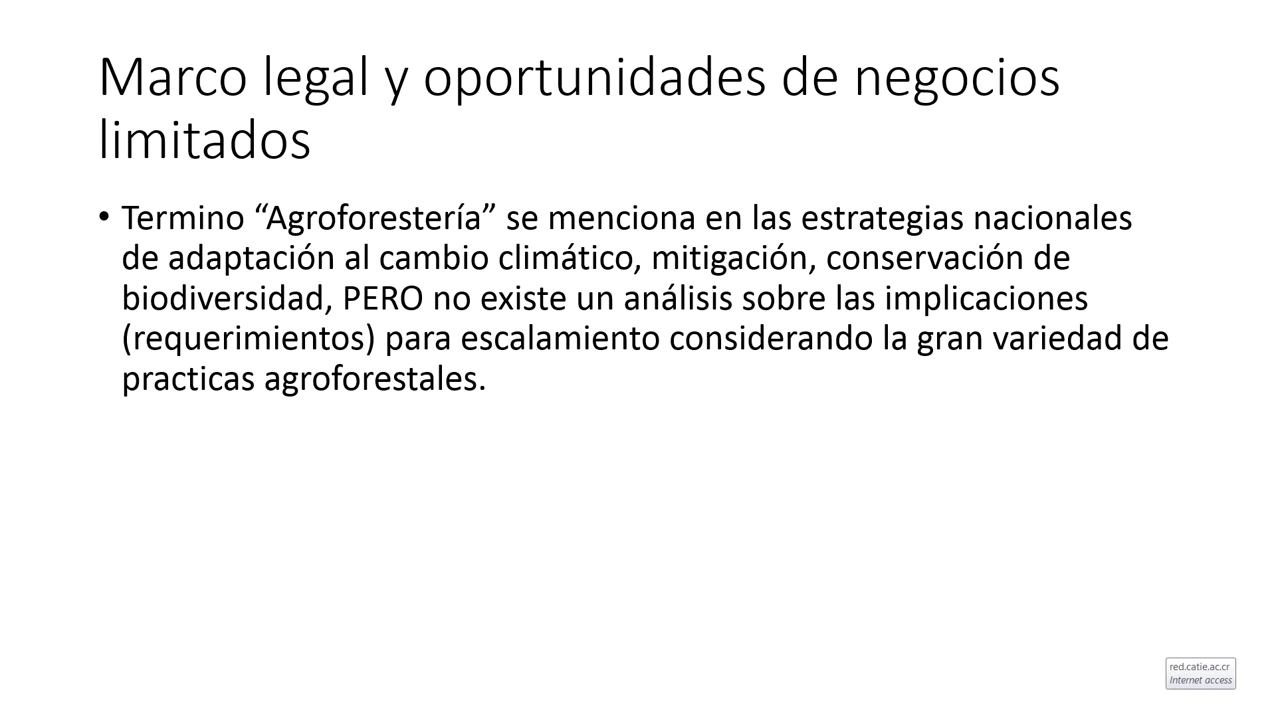 Marco legal y oportunidades de negocios
limitados
• Termino “Agroforestería” se menciona en las estrategias nacionales
de adaptación al cambio climático, mitigación, conservación de
biodiversidad, PERO no existe un análisis sobre las implicaciones
(requerimientos) para escalamiento considerando la gran variedad de
practicas agroforestales.
red.catie.ac.cr
Internet access